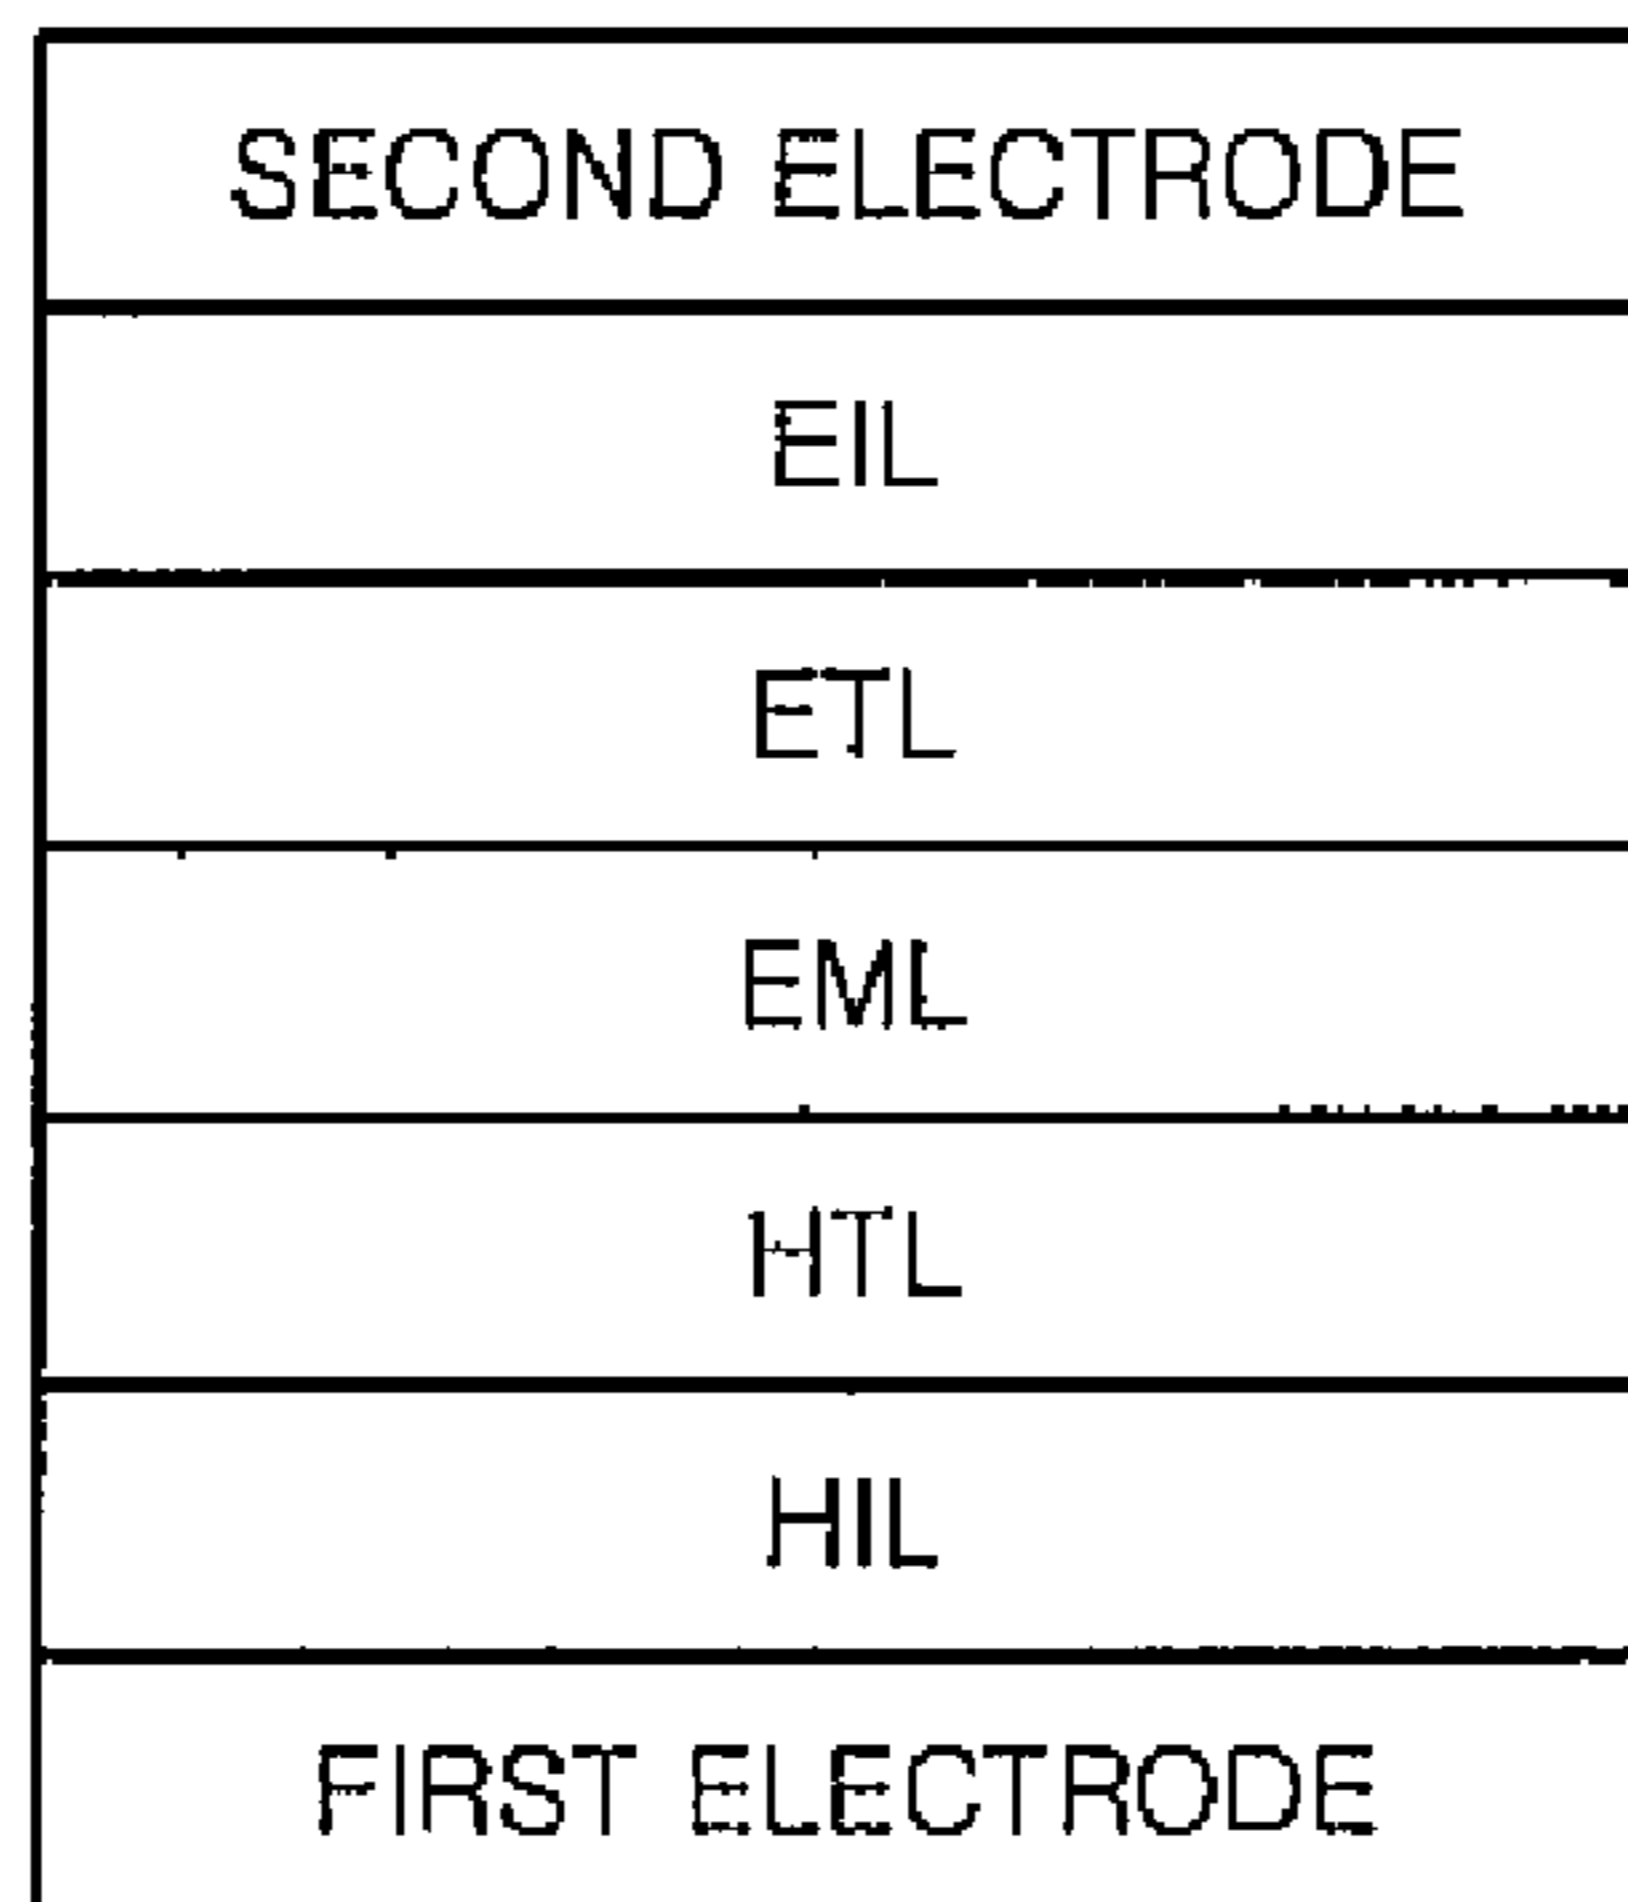 SECOND ELECTRODE
EIL
ETL
EML
HTL
HIL
FIRST ELECTRODE